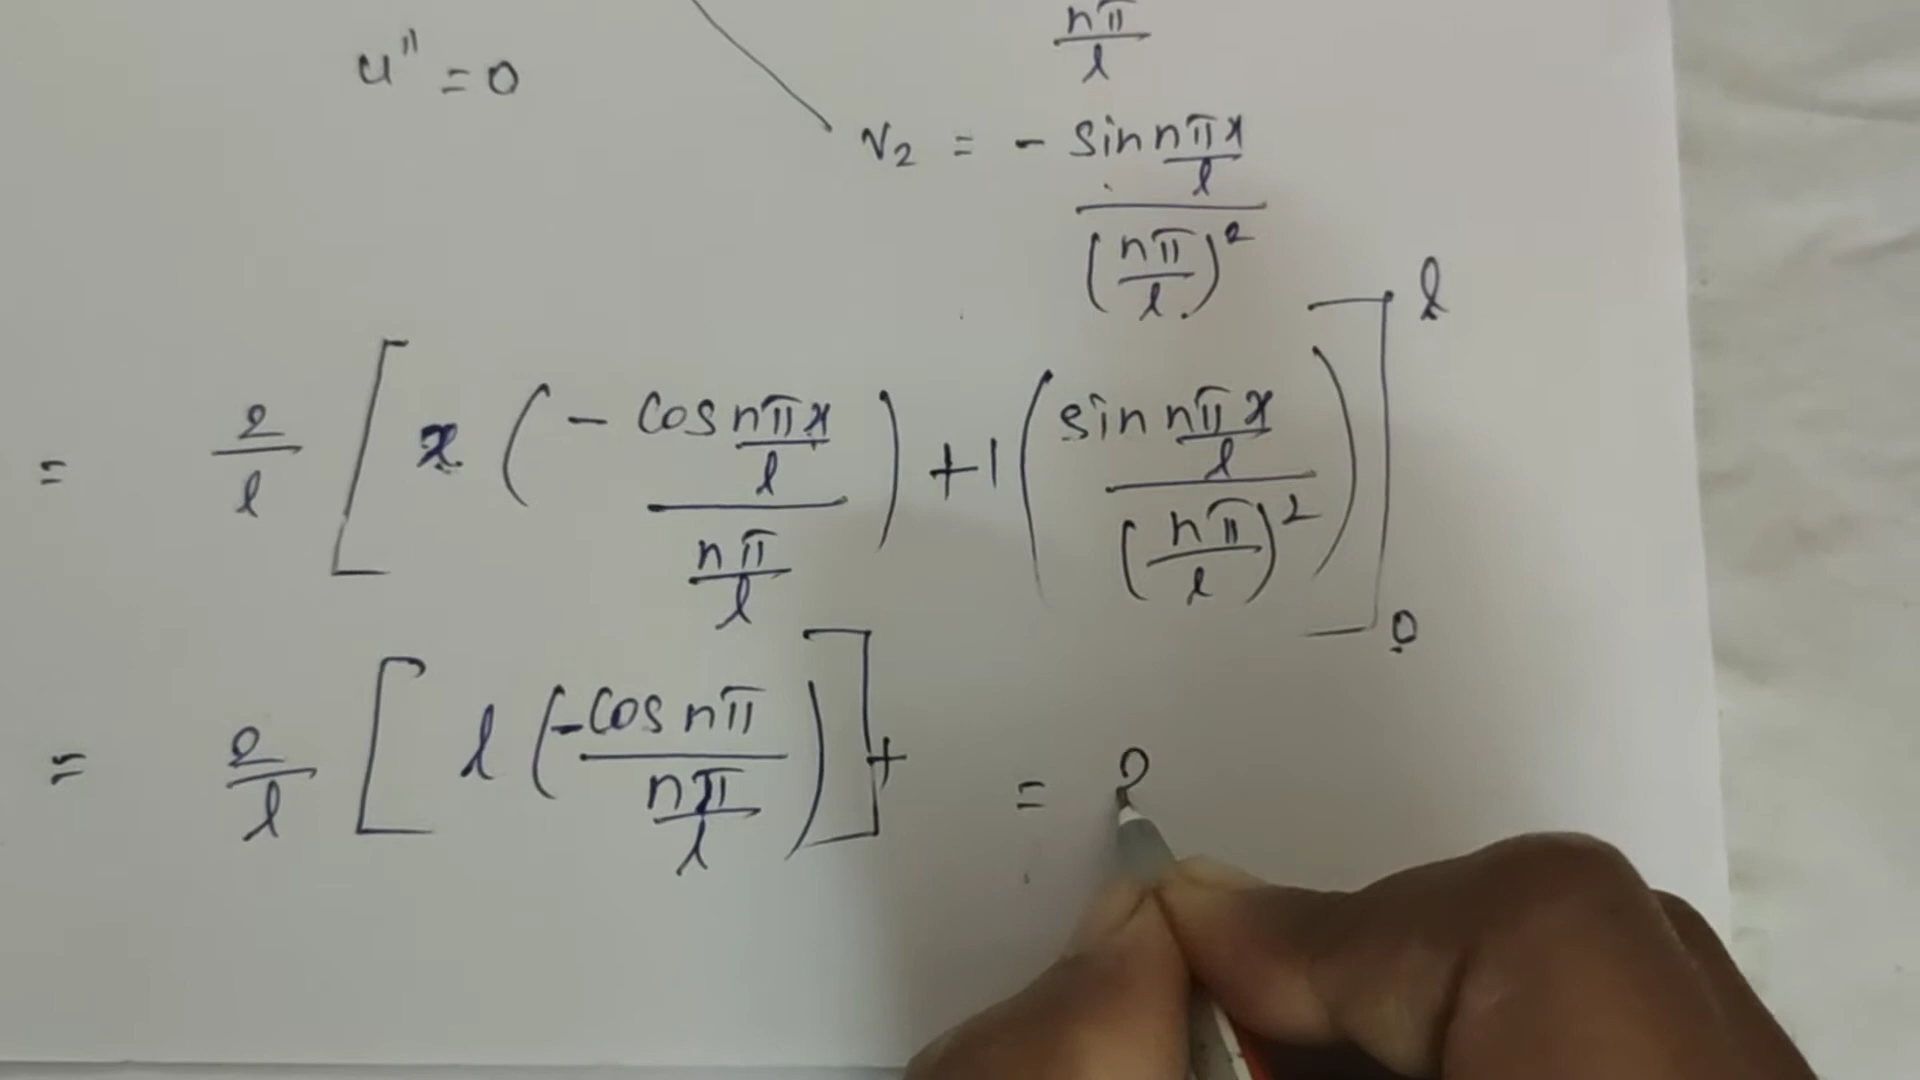 nπ/l
u'' = 0
v₂ = - sin nπx/l / (nπ/l)²
= 2/l [ x ( - cos nπx/l / nπ/l ) + 1 ( sin nπx/l / (nπ/l)² ) ]₀ˡ
= 2/l [ l ( -cos nπ / nπ/l ) ] + = 2